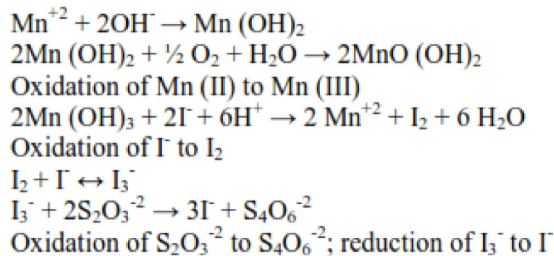 Mn⁺² + 2OH⁻ → Mn (OH)₂
2Mn (OH)₂ + ½ O₂ + H₂O → 2MnO (OH)₂
Oxidation of Mn (II) to Mn (III)
2Mn (OH)₃ + 2I⁻ + 6H⁺ → 2 Mn⁺² + I₂ + 6 H₂O
Oxidation of I⁻ to I₂
I₂ + I⁻ ↔ I₃⁻
I₃⁻ + 2S₂O₃⁻² → 3I⁻ + S₄O₆⁻²
Oxidation of S₂O₃⁻² to S₄O₆⁻²; reduction of I₃⁻ to I⁻